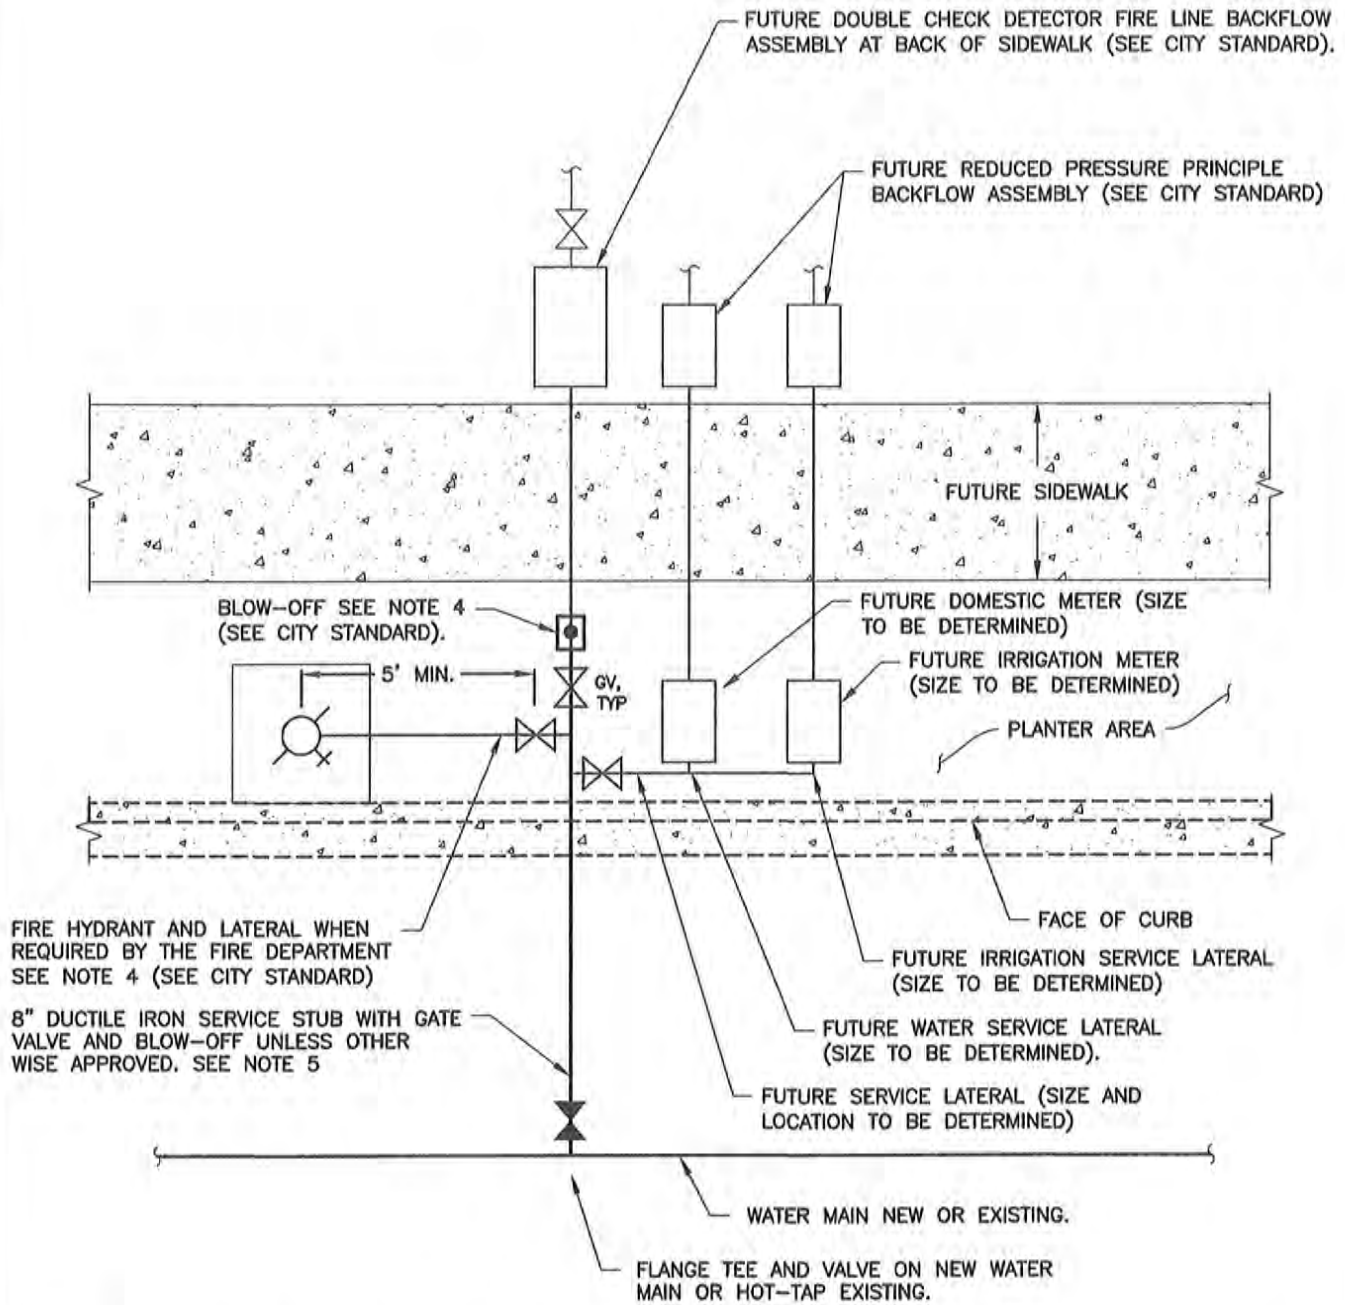 FUTURE DOUBLE CHECK DETECTOR FIRE LINE BACKFLOW
ASSEMBLY AT BACK OF SIDEWALK (SEE CITY STANDARD).
FUTURE REDUCED PRESSURE PRINCIPLE
BACKFLOW ASSEMBLY (SEE CITY STANDARD)
FUTURE SIDEWALK
BLOW-OFF SEE NOTE 4
(SEE CITY STANDARD).
5' MIN.
GV,
TYP
FUTURE DOMESTIC METER (SIZE
TO BE DETERMINED)
FUTURE IRRIGATION METER
(SIZE TO BE DETERMINED)
PLANTER AREA
FIRE HYDRANT AND LATERAL WHEN
REQUIRED BY THE FIRE DEPARTMENT
SEE NOTE 4 (SEE CITY STANDARD)
8" DUCTILE IRON SERVICE STUB WITH GATE
VALVE AND BLOW-OFF UNLESS OTHER
WISE APPROVED. SEE NOTE 5
FACE OF CURB
FUTURE IRRIGATION SERVICE LATERAL
(SIZE TO BE DETERMINED)
FUTURE WATER SERVICE LATERAL
(SIZE TO BE DETERMINED).
FUTURE SERVICE LATERAL (SIZE AND
LOCATION TO BE DETERMINED)
WATER MAIN NEW OR EXISTING.
FLANGE TEE AND VALVE ON NEW WATER
MAIN OR HOT-TAP EXISTING.